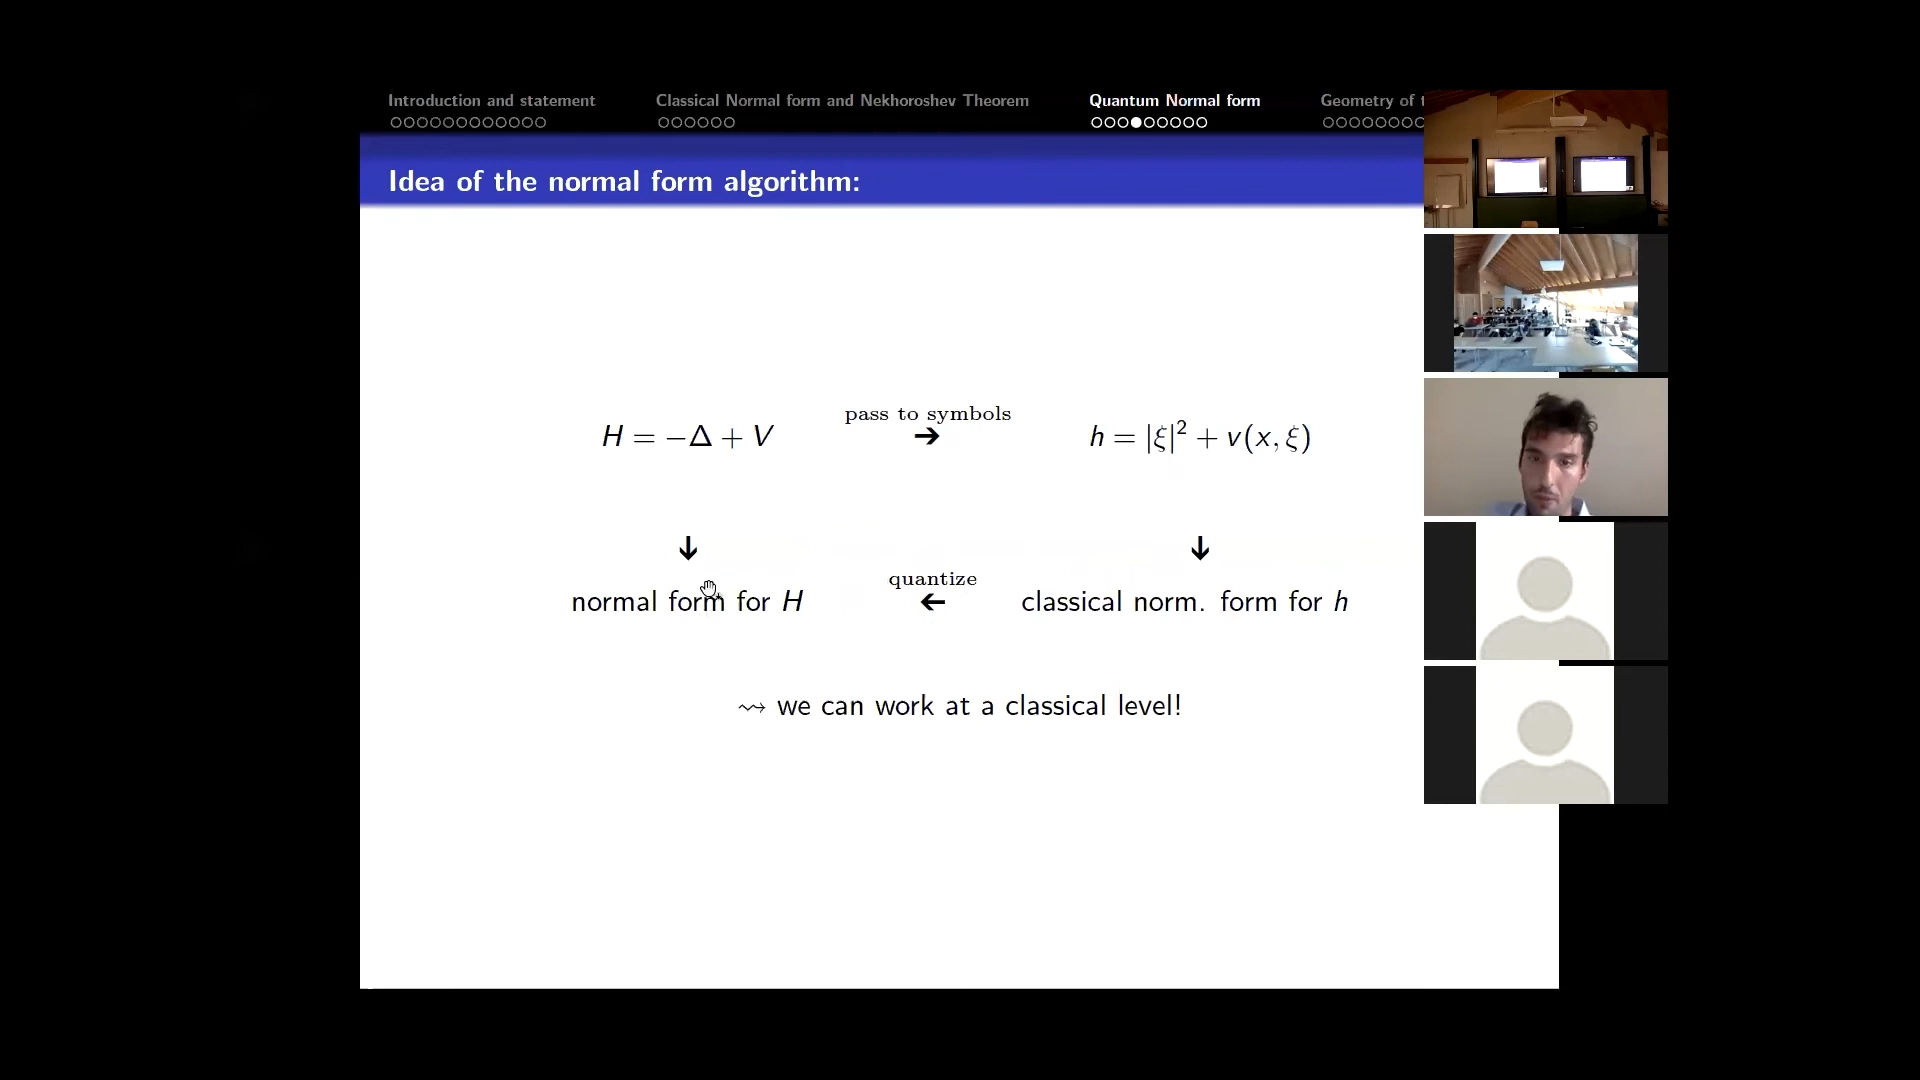 Introduction and statement Classical Normal form and Nekhoroshev Theorem Quantum Normal form Geometry of
Idea of the normal form algorithm:
pass to symbols
H = −Δ + V → h = |ξ|² + v(x, ξ)
↓ ↓
quantize
normal form for H ← classical norm. form for h
⇝ we can work at a classical level!